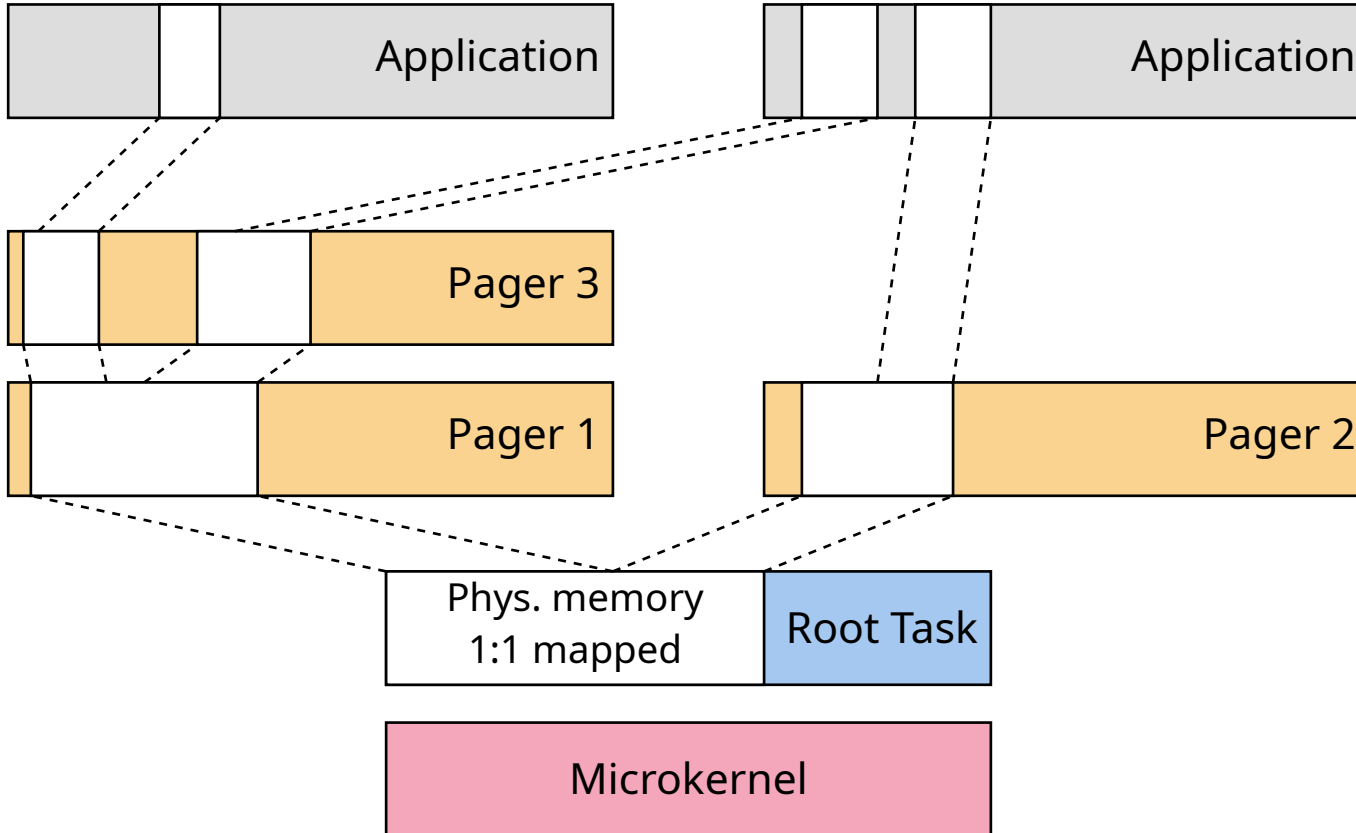 Application
Application
Pager 3
Pager 1
Pager 2
Phys. memory
1:1 mapped
Root Task
Microkernel